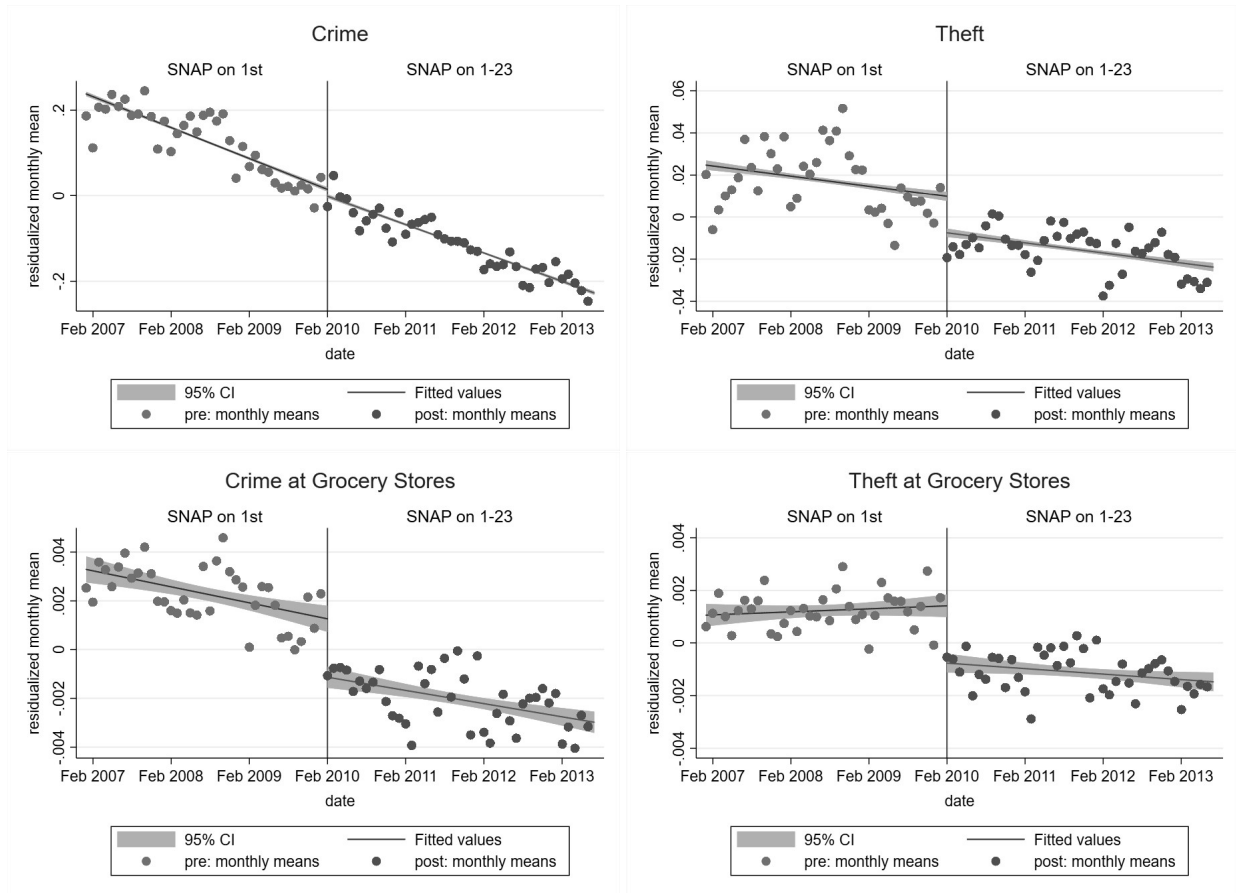 Crime
SNAP on 1st SNAP on 1-23
residualized monthly mean
.2
0
-.2
Feb 2007 Feb 2008 Feb 2009 Feb 2010 Feb 2011 Feb 2012 Feb 2013
date
95% CI Fitted values
pre: monthly means post: monthly means
Theft
SNAP on 1st SNAP on 1-23
residualized monthly mean
.06
.04
.02
0
-.02
-.04
Feb 2007 Feb 2008 Feb 2009 Feb 2010 Feb 2011 Feb 2012 Feb 2013
date
95% CI Fitted values
pre: monthly means post: monthly means
Crime at Grocery Stores
SNAP on 1st SNAP on 1-23
residualized monthly mean
.004
.002
0
-.002
-.004
Feb 2007 Feb 2008 Feb 2009 Feb 2010 Feb 2011 Feb 2012 Feb 2013
date
95% CI Fitted values
pre: monthly means post: monthly means
Theft at Grocery Stores
SNAP on 1st SNAP on 1-23
residualized monthly mean
.004
.002
0
-.002
-.004
Feb 2007 Feb 2008 Feb 2009 Feb 2010 Feb 2011 Feb 2012 Feb 2013
date
95% CI Fitted values
pre: monthly means post: monthly means